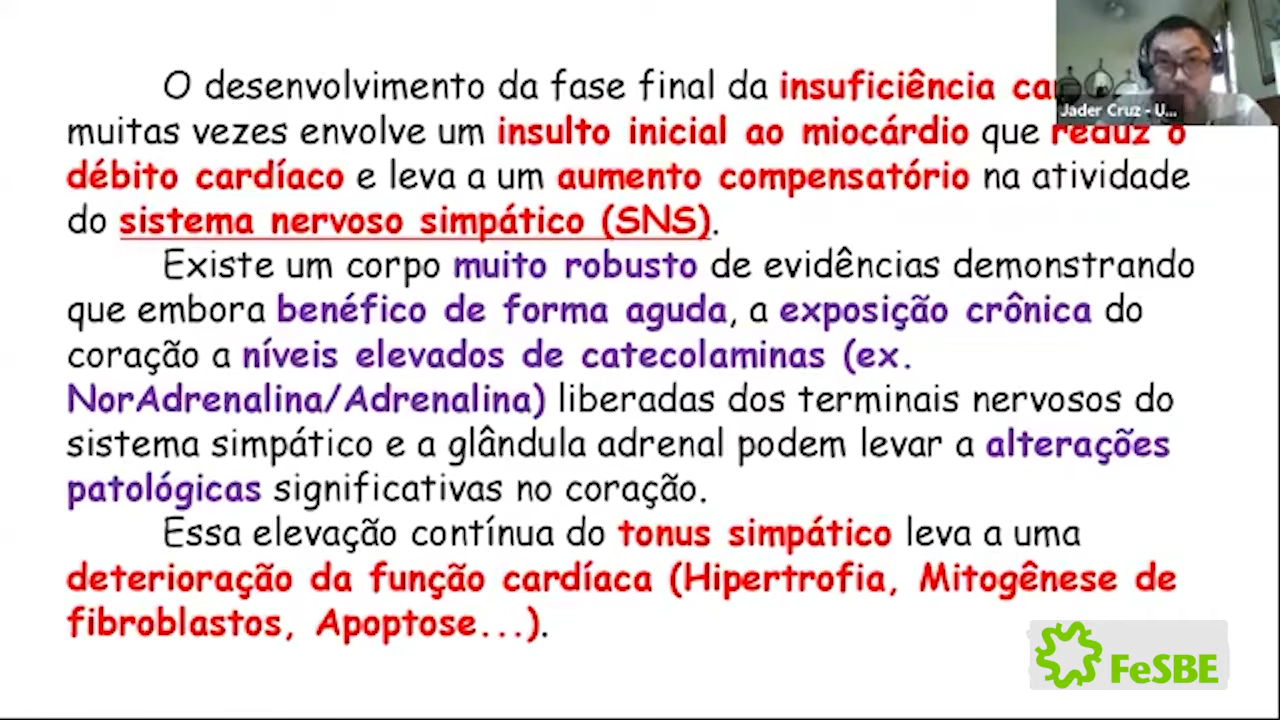 O desenvolvimento da fase final da insuficiência
muitas vezes envolve um insulto inicial ao miocárdio que reduz o
débito cardíaco e leva a um aumento compensatório na atividade
do sistema nervoso simpático (SNS).
Existe um corpo muito robusto de evidências demonstrando
que embora benéfico de forma aguda, a exposição crônica do
coração a níveis elevados de catecolaminas (ex.
NorAdrenalina/Adrenalina) liberadas dos terminais nervosos do
sistema simpático e a glândula adrenal podem levar a alterações
patológicas significativas no coração.
Essa elevação contínua do tonus simpático leva a uma
deterioração da função cardíaca (Hipertrofia, Mitogênese de
fibroblastos, Apoptose...).
Jader Cruz - U...
FeSBE